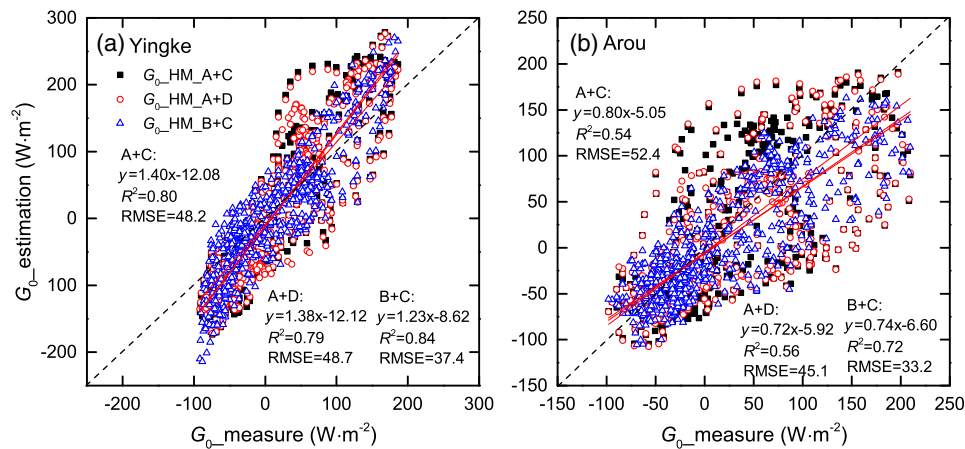 (a) Yingke
G₀_HM_A+C
G₀_HM_A+D
G₀_HM_B+C
A+C:
y=1.40x-12.08
R²=0.80
RMSE=48.2
A+D:
y=1.38x-12.12
R²=0.79
RMSE=48.7
B+C:
y=1.23x-8.62
R²=0.84
RMSE=37.4
300
200
100
0
-100
-200
G₀_estimation (W·m⁻²)
-200
-100
0
100
200
300
G₀_measure (W·m⁻²)
(b) Arou
A+C:
y=0.80x-5.05
R²=0.54
RMSE=52.4
A+D:
y=0.72x-5.92
R²=0.56
RMSE=45.1
B+C:
y=0.74x-6.60
R²=0.72
RMSE=33.2
250
200
150
100
50
0
-50
-100
-150
-100
-50
0
50
100
150
200
250
G₀_measure (W·m⁻²)